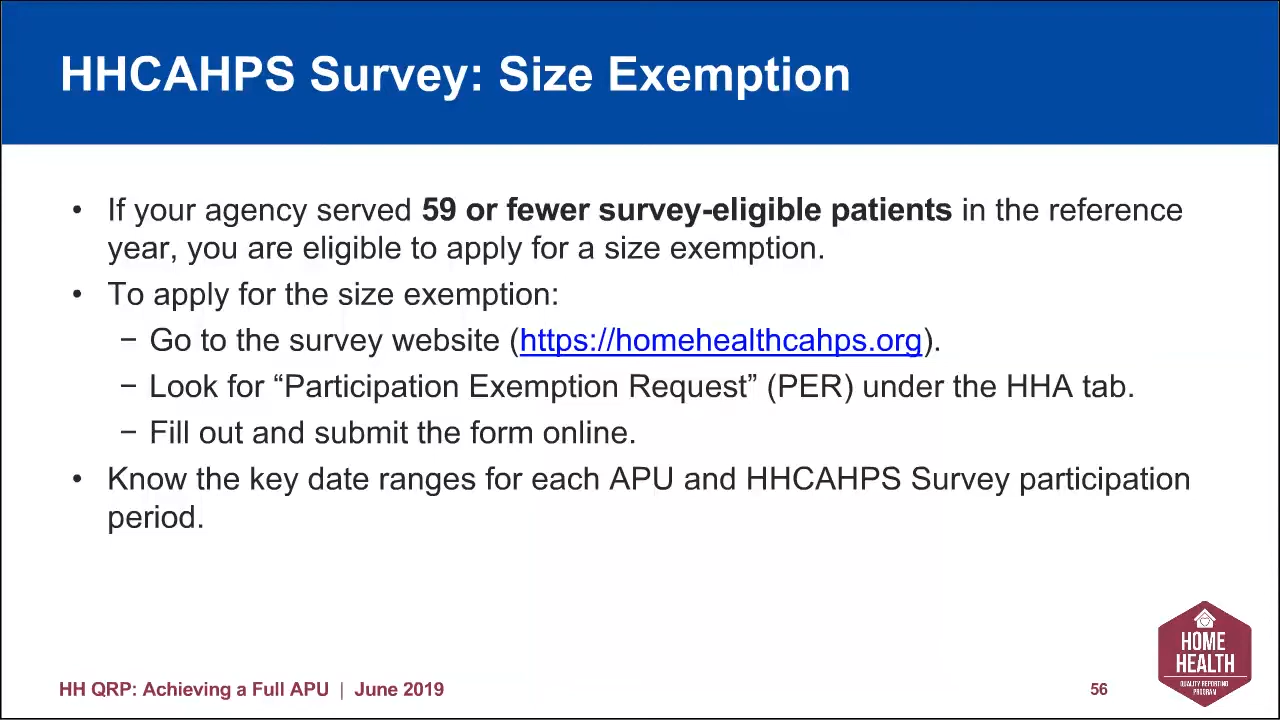 HHCAHPS Survey: Size Exemption
• If your agency served 59 or fewer survey-eligible patients in the reference
year, you are eligible to apply for a size exemption.
• To apply for the size exemption:
− Go to the survey website (https://homehealthcahps.org).
− Look for “Participation Exemption Request” (PER) under the HHA tab.
− Fill out and submit the form online.
• Know the key date ranges for each APU and HHCAHPS Survey participation
period.
HOME
HEALTH
QUALITY REPORTING
PROGRAM
HH QRP: Achieving a Full APU | June 2019
56